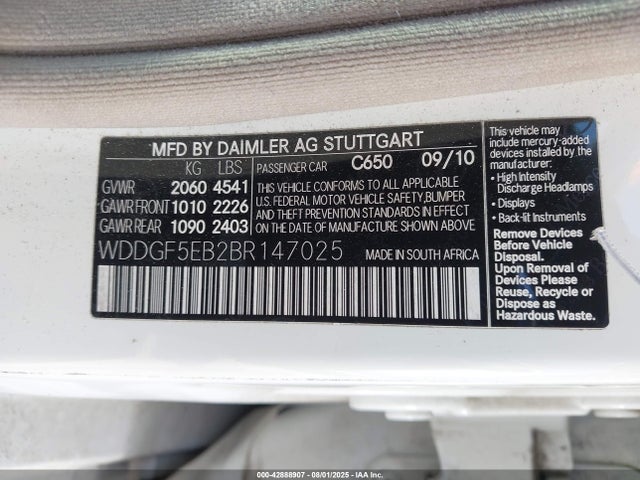 MFD BY DAIMLER AG STUTTGART
KG LBS PASSENGER CAR C650 09/10
GVWR 2060 4541
GAWR FRONT 1010 2226
GAWR REAR 1090 2403
THIS VEHICLE CONFORMS TO ALL APPLICABLE
U.S. FEDERAL MOTOR VEHICLE SAFETY, BUMPER
AND THEFT PREVENTION STANDARDS IN EFFECT
ON THE DATE OF MANUFACTURE SHOWN ABOVE
WDDGF5EB2BR147025 MADE IN SOUTH AFRICA
This vehicle may
include mercury-added
devices installed by the
manufacturer:
• High Intensity
Discharge Headlamps
• Displays
• Back-lit Instruments
Remove Devices
Before Vehicle
Disposal.
Upon Removal of
Devices Please
Reuse, Recycle or
Dispose as
Hazardous Waste.
000-42888907 - 08/01/2025 - IAA Inc.